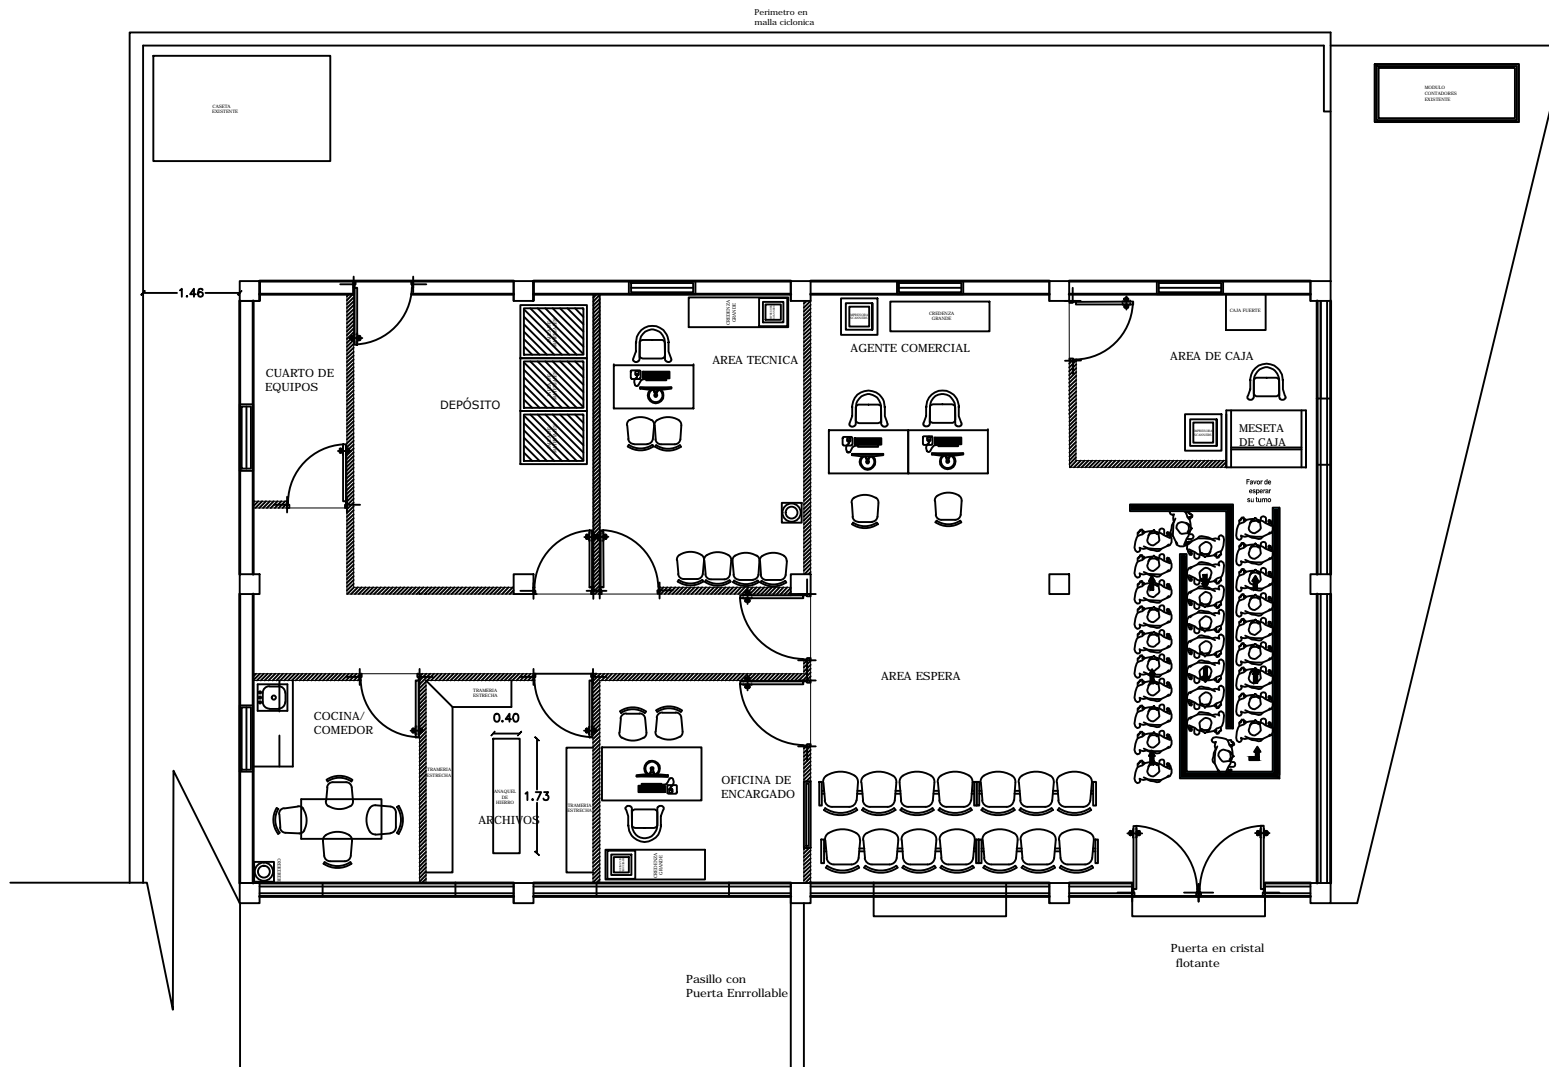 Perimetro en
malla ciclonica
CASETA
EXISTENTE
MODULO
CONTADORES
EXISTENTE
1.46
CUARTO DE
EQUIPOS
DEPÓSITO
CREDENZA
GRANDE
AREA TECNICA
CREDENZA
GRANDE
AGENTE COMERCIAL
CAJA FUERTE
AREA DE CAJA
MESETA
DE CAJA
Favor de
esperar
su turno
AREA ESPERA
COCINA/
COMEDOR
TRAMERIA
ESTRECHA
0.40
TRAMERIA
ESTRECHA
ANAQUEL
DE
HIERRO
1.73
TRAMERIA
ESTRECHA
ARCHIVOS
OFICINA DE
ENCARGADO
CREDENZA
GRANDE
Pasillo con
Puerta Enrrollable
Puerta en cristal
flotante